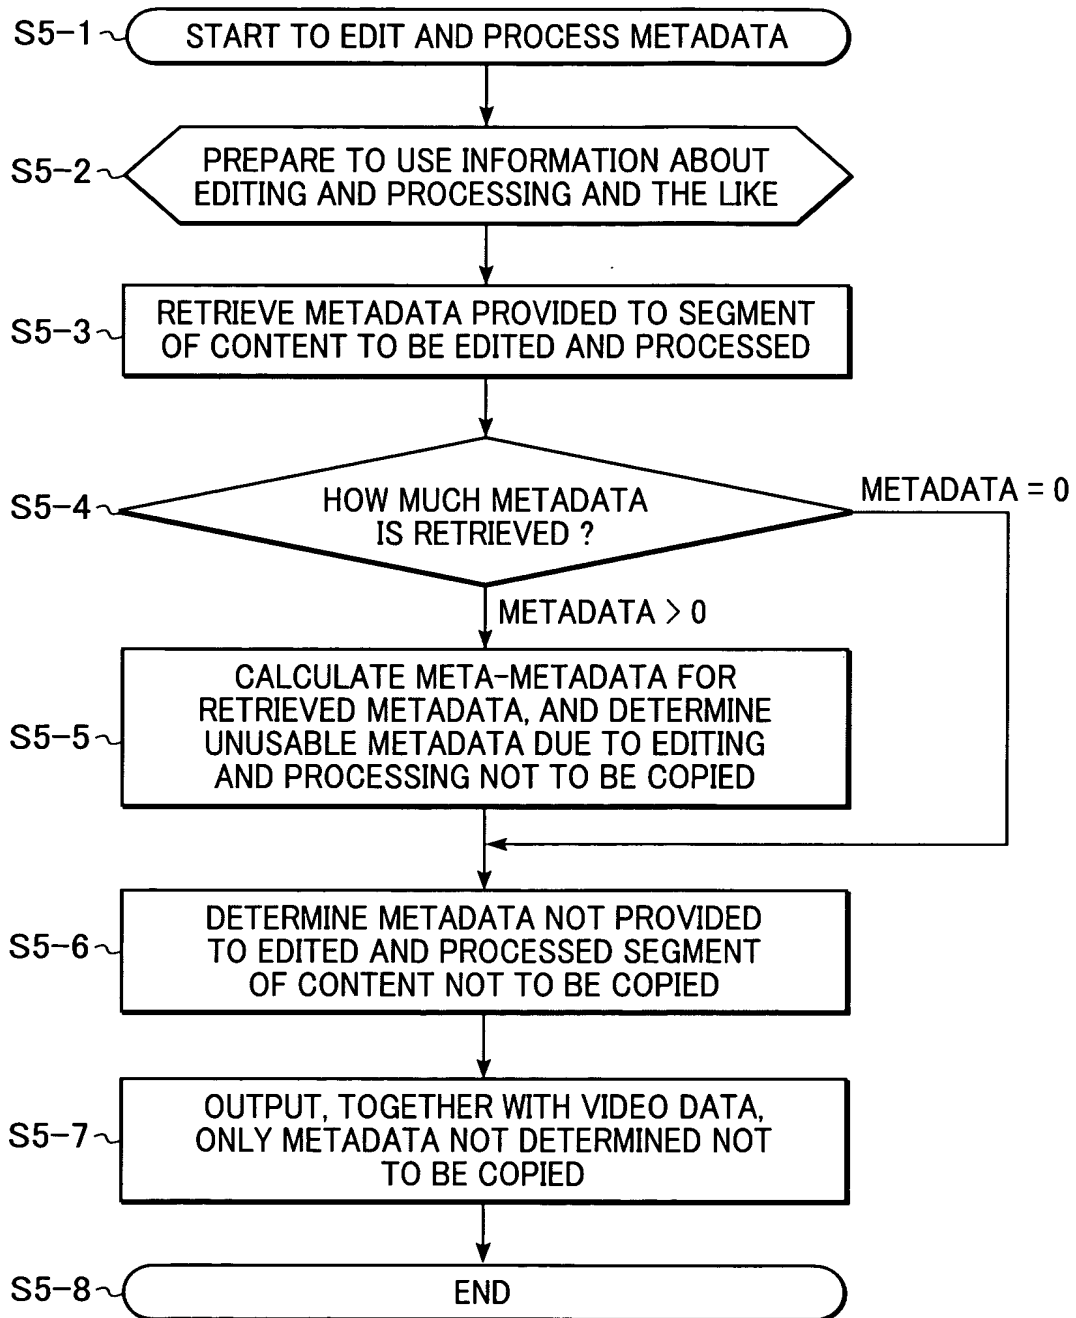 S5-1 START TO EDIT AND PROCESS METADATA
S5-2 PREPARE TO USE INFORMATION ABOUT
EDITING AND PROCESSING AND THE LIKE
S5-3 RETRIEVE METADATA PROVIDED TO SEGMENT
OF CONTENT TO BE EDITED AND PROCESSED
S5-4 HOW MUCH METADATA
IS RETRIEVED ?
METADATA = 0
METADATA > 0
S5-5 CALCULATE META-METADATA FOR
RETRIEVED METADATA, AND DETERMINE
UNUSABLE METADATA DUE TO EDITING
AND PROCESSING NOT TO BE COPIED
S5-6 DETERMINE METADATA NOT PROVIDED
TO EDITED AND PROCESSED SEGMENT
OF CONTENT NOT TO BE COPIED
S5-7 OUTPUT, TOGETHER WITH VIDEO DATA,
ONLY METADATA NOT DETERMINED NOT
TO BE COPIED
S5-8 END